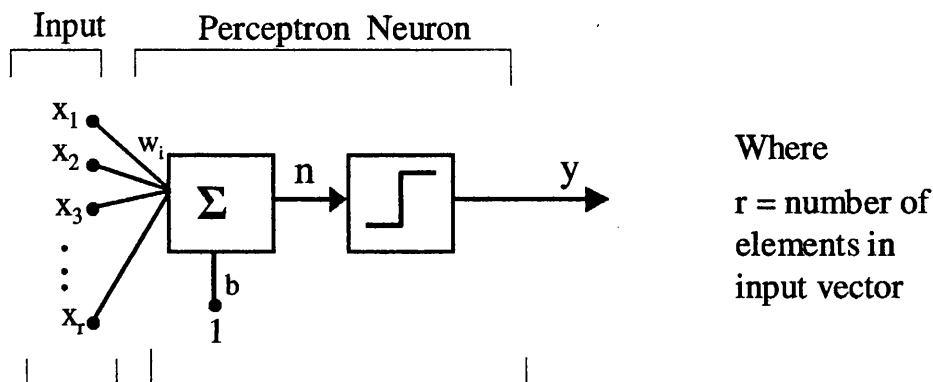 Input
Perceptron Neuron
x1
x2
x3
xr
wi
Σ
b
1
n
y
Where
r = number of
elements in
input vector